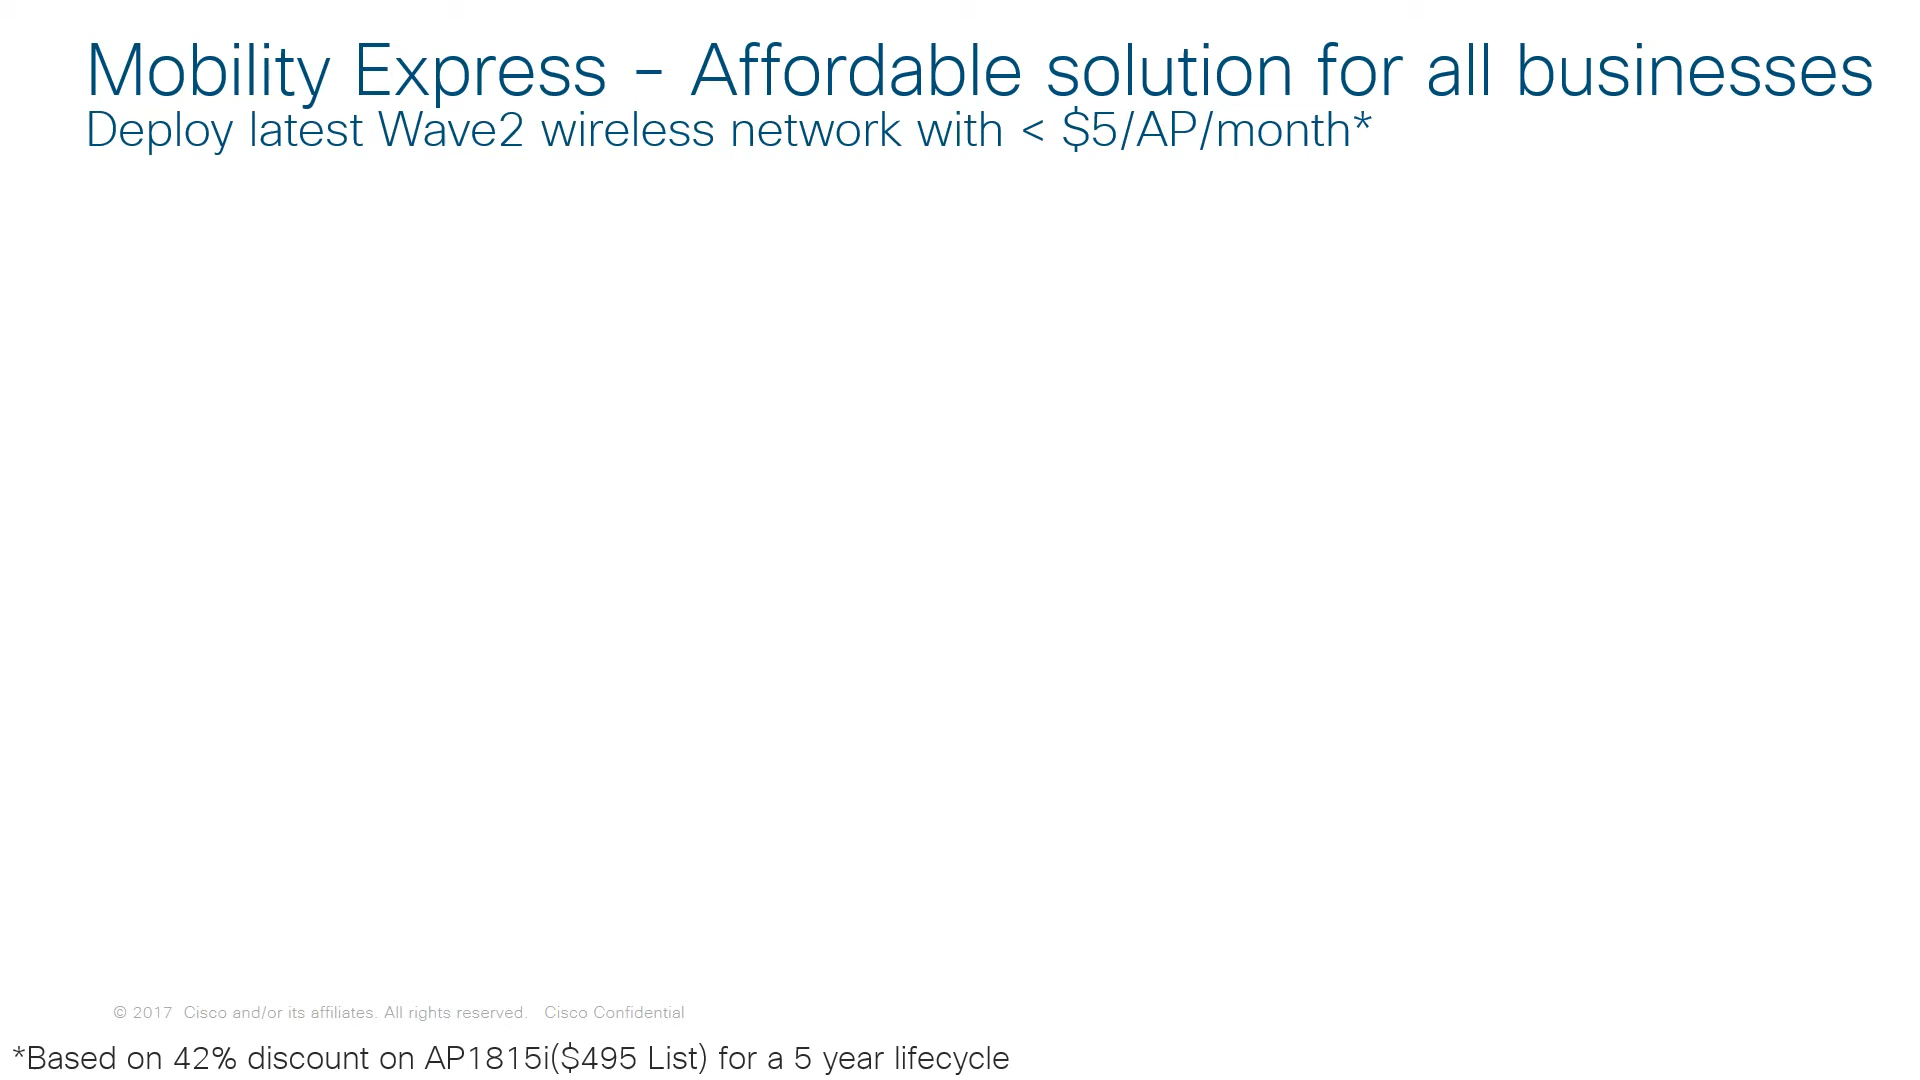 Mobility Express – Affordable solution for all businesses
Deploy latest Wave2 wireless network with < $5/AP/month*
© 2017 Cisco and/or its affiliates. All rights reserved. Cisco Confidential
*Based on 42% discount on AP1815i($495 List) for a 5 year lifecycle